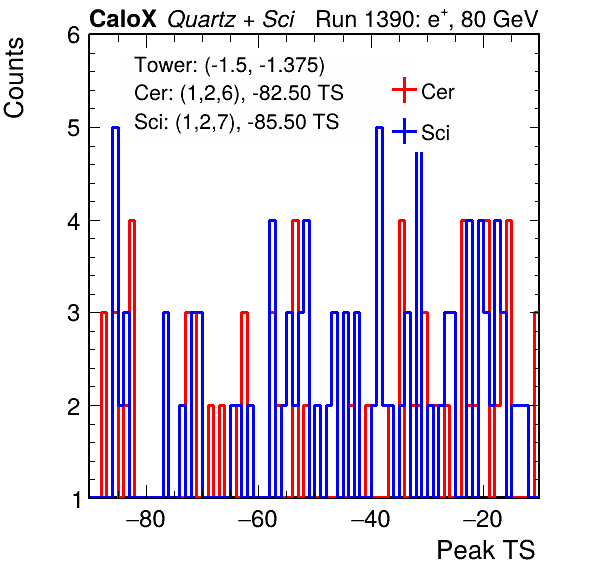 CaloX Quartz + Sci Run 1390: e+, 80 GeV
Counts
Tower: (-1.5, -1.375)
Cer: (1,2,6), -82.50 TS
Sci: (1,2,7), -85.50 TS
Cer
Sci
6
5
4
3
2
1
−80 −60 −40 −20
Peak TS